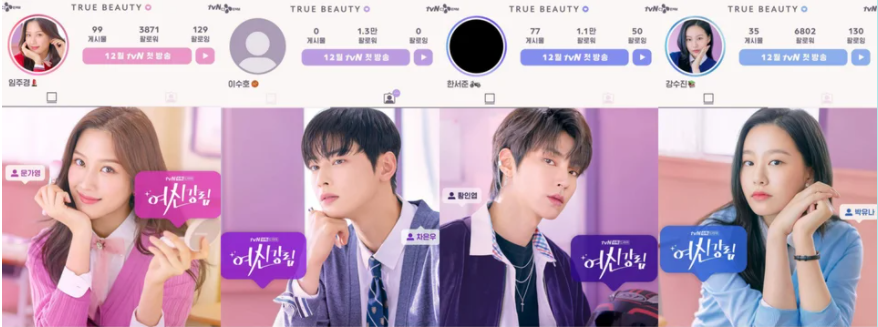 CJ ENM
TRUE BEAUTY
99
3871
129
게시물
팔로워
팔로잉
12월 tvN 첫 방송
임주경
문가영
tvN
여신강림
tvN
TRUE BEAUTY
0
1.3만
0
게시물
팔로워
팔로잉
12월 tvN 첫 방송
이수호
차은우
tvN
여신강림
tvN
TRUE BEAUTY
77
1.1만
50
게시물
팔로워
팔로잉
12월 tvN 첫 방송
한서준
황인엽
tvN
여신강림
tvN
TRUE BEAUTY
35
6802
130
게시물
팔로워
팔로잉
12월 tvN 첫 방송
강수진
박유나
tvN
여신강림
tvN